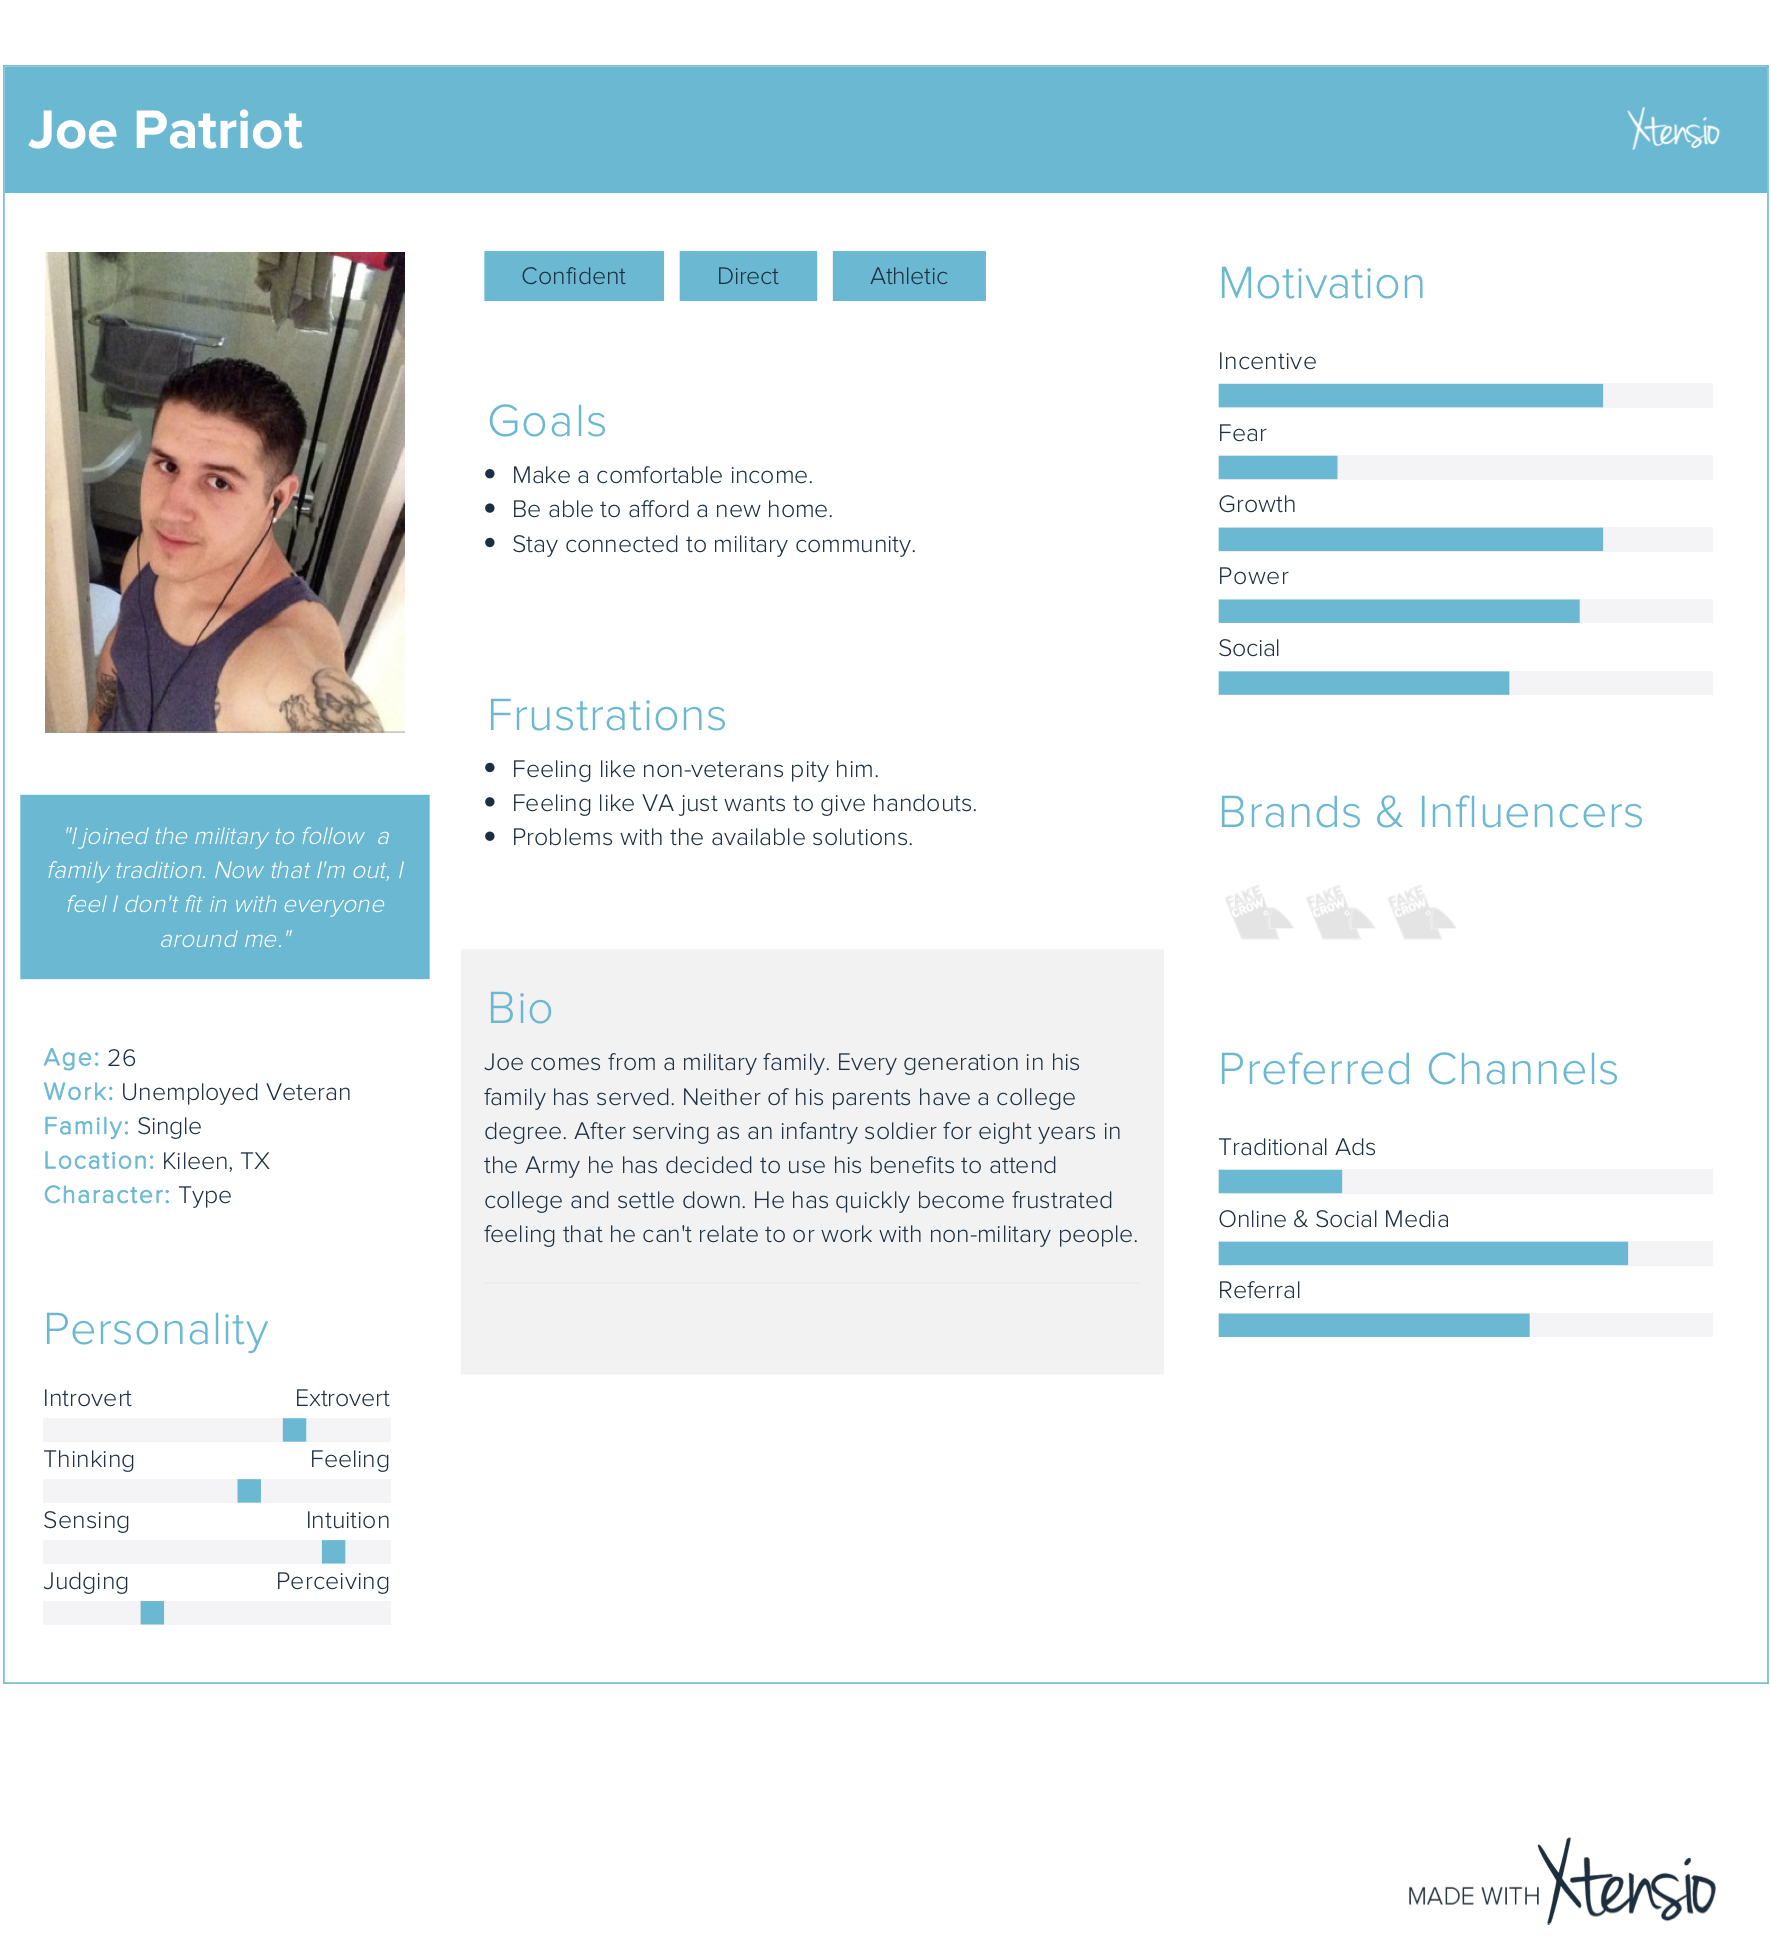 Joe Patriot
Xtensio
"I joined the military to follow  a
family tradition. Now that I'm out, I
feel I don't fit in with everyone
around me."
Age: 26
Work: Unemployed Veteran
Family: Single
Location: Kileen, TX
Character: Type
Personality
Introvert Extrovert
Thinking Feeling
Sensing Intuition
Judging Perceiving
Confident Direct Athletic
Goals
Make a comfortable income.
Be able to afford a new home.
Stay connected to military community.
Frustrations
Feeling like non-veterans pity him.
Feeling like VA just wants to give handouts.
Problems with the available solutions.
Bio
Joe comes from a military family. Every generation in his
family has served. Neither of his parents have a college
degree. After serving as an infantry soldier for eight years in
the Army he has decided to use his benefits to attend
college and settle down. He has quickly become frustrated
feeling that he can't relate to or work with non-military people.
Motivation
Incentive
Fear
Growth
Power
Social
Brands & Influencers
FAKE CROW FAKE CROW FAKE CROW
Preferred Channels
Traditional Ads
Online & Social Media
Referral
MADE WITH Xtensio